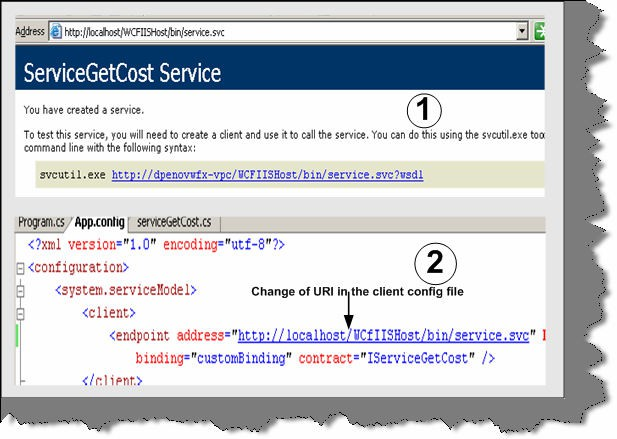 Address http://localhost/WCFIISHost/bin/service.svc
ServiceGetCost Service
You have created a service.
1
To test this service, you will need to create a client and use it to call the service. You can do this using the svcutil.exe too
command line with the following syntax:
svcutil.exe http://dpenovwfx-vpc/WCFIISHost/bin/service.svc?wsdl
Program.cs App.config serviceGetCost.cs
<?xml version="1.0" encoding="utf-8"?>
<configuration>
2
<system.serviceModel>
Change of URI in the client config file
<client>
<endpoint address="http://localhost/WCfIISHost/bin/service.svc"
binding="customBinding" contract="IServiceGetCost" />
</client>